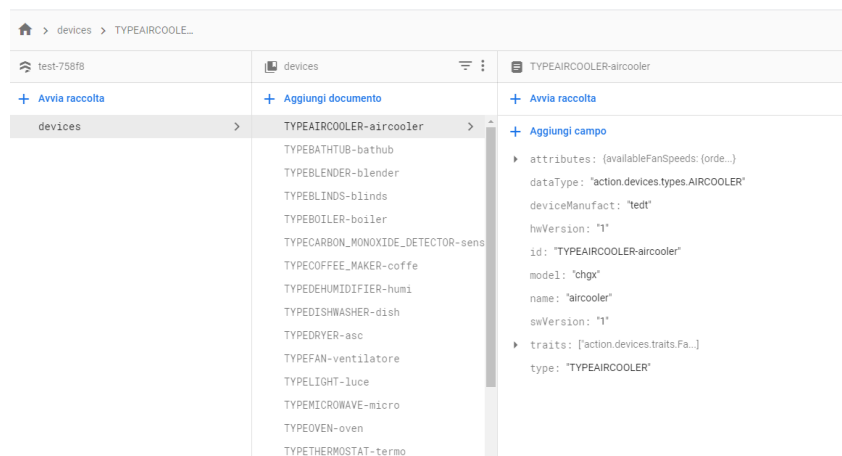 devices
TYPEAIRCOOLE...
test-758f8
devices
TYPEAIRCOOLER-aircooler
Avvia raccolta
Aggiungi documento
Avvia raccolta
devices
TYPEAIRCOOLER-aircooler
TYPEBATHTUB-bathub
TYPEBLENDER-blender
TYPEBLINDS-blinds
TYPEBOILER-boiler
TYPECARBON_MONOXIDE_DETECTOR-sens
TYPECOFFEE_MAKER-coffe
TYPEDEHUMIDIFIER-humi
TYPEDISHWASHER-dish
TYPEDRYER-asc
TYPEFAN-ventilatore
TYPELIGHT-luce
TYPEMICROWAVE-micro
TYPEOVEN-oven
TYPETHERMOSTAT-termo
Aggiungi campo
attributes: {availableFanSpeeds: {orde...}
dataType: "action.devices.types.AIRCOOLER"
deviceManufact: "tedt"
hwVersion: "1"
id: "TYPEAIRCOOLER-aircooler"
model: "chgx"
name: "aircooler"
swVersion: "1"
traits: ["action.devices.traits.Fa...]
type: "TYPEAIRCOOLER"